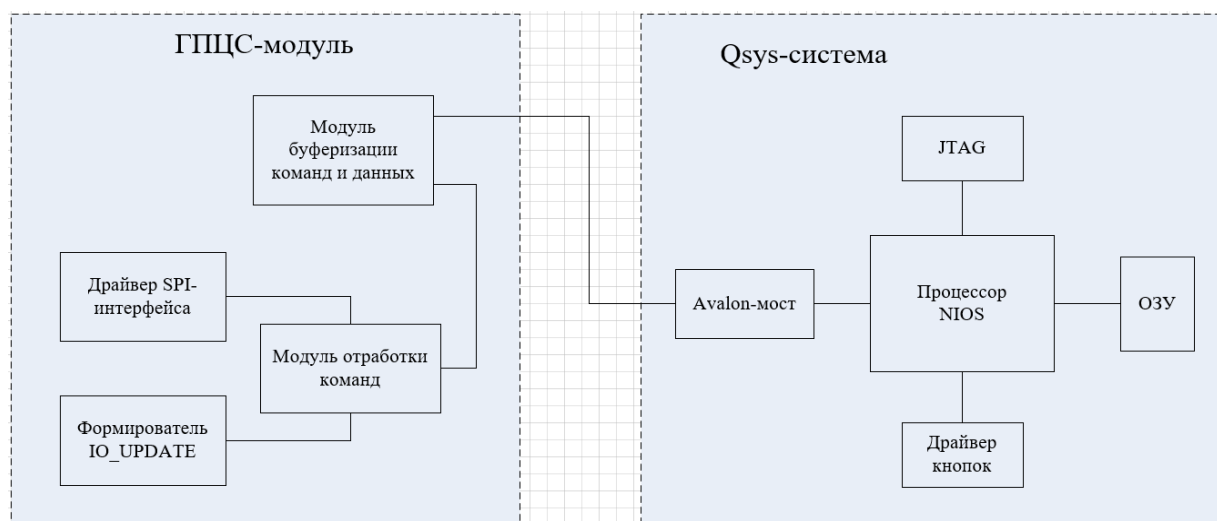 ГПЦС-модуль
Модуль
буферизации
команд и данных
Драйвер SPI-
интерфейса
Модуль отработки
команд
Формирователь
IO_UPDATE
Qsys-система
JTAG
Avalon-мост
Процессор
NIOS
ОЗУ
Драйвер
кнопок